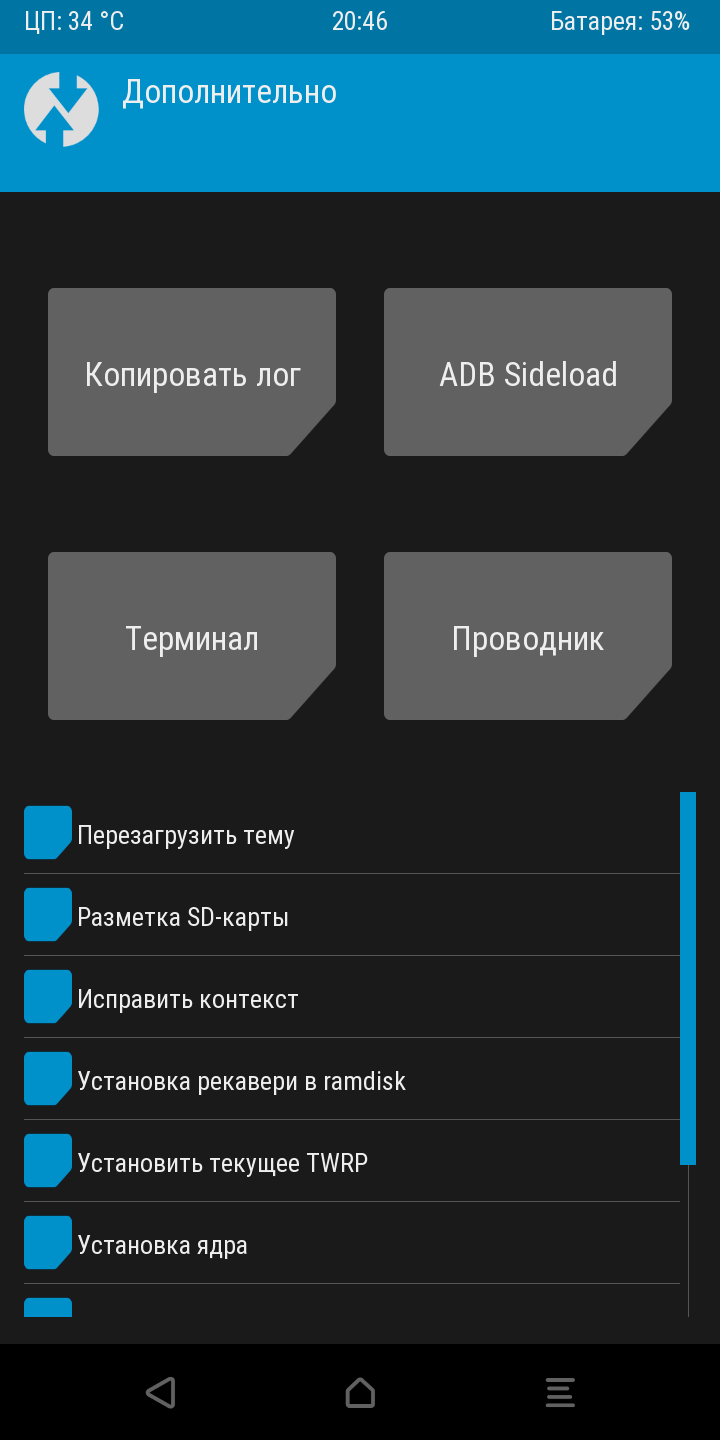 ЦП: 34 °C 20:46 Батарея: 53%
Дополнительно
Копировать лог ADB Sideload
Терминал Проводник
Перезагрузить тему
Разметка SD-карты
Исправить контекст
Установка рекавери в ramdisk
Установить текущее TWRP
Установка ядра